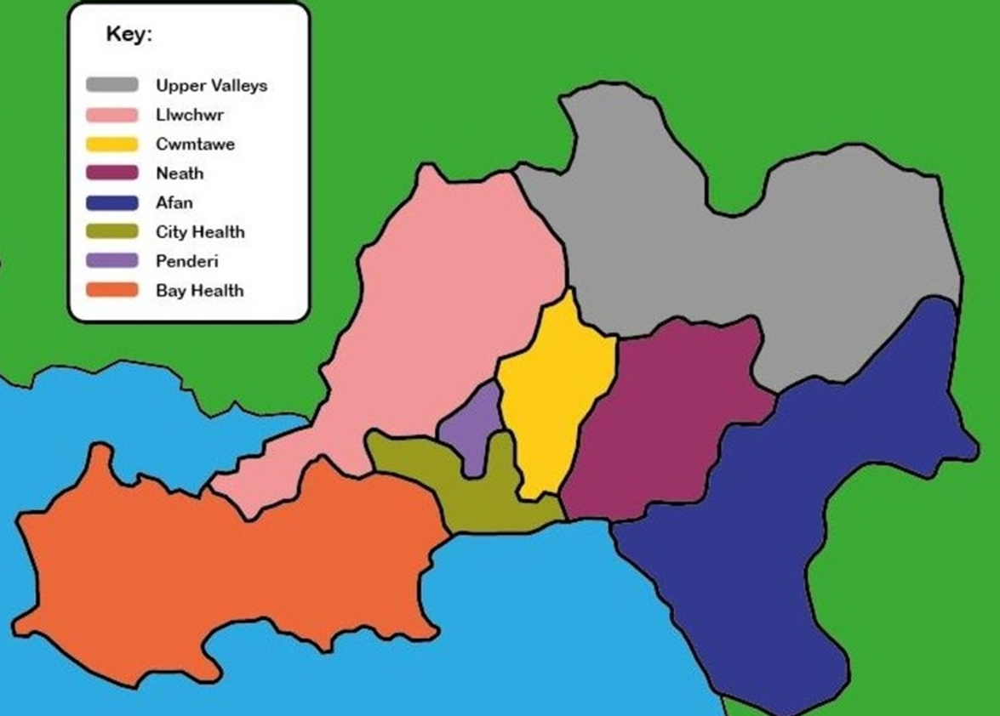 Key:
Upper Valleys
Llwchwr
Cwmtawe
Neath
Afan
City Health
Penderi
Bay Health